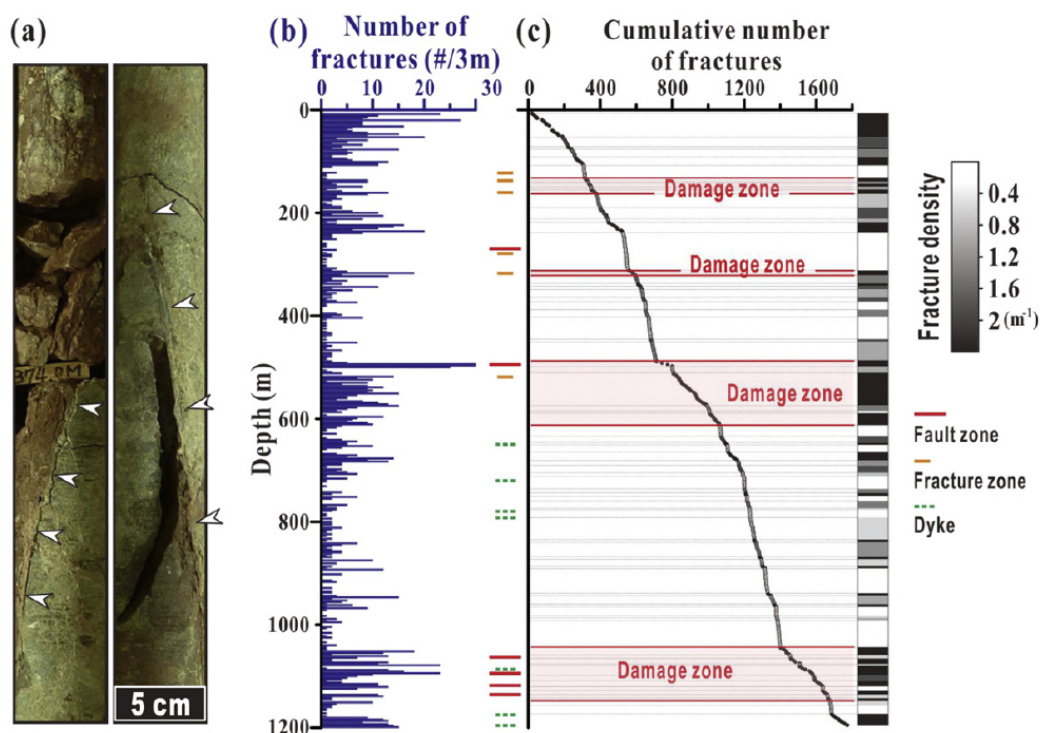 (a)
374.0M
5 cm
(b)
Number of
fractures (#/3m)
0 10 20 30
Depth (m)
0
200
400
600
800
1000
1200
(c)
Cumulative number
of fractures
0 400 800 1200 1600
Damage zone
Damage zone
Damage zone
Damage zone
Fracture density
0.4
0.8
1.2
1.6
2 (m⁻¹)
Fault zone
Fracture zone
Dyke